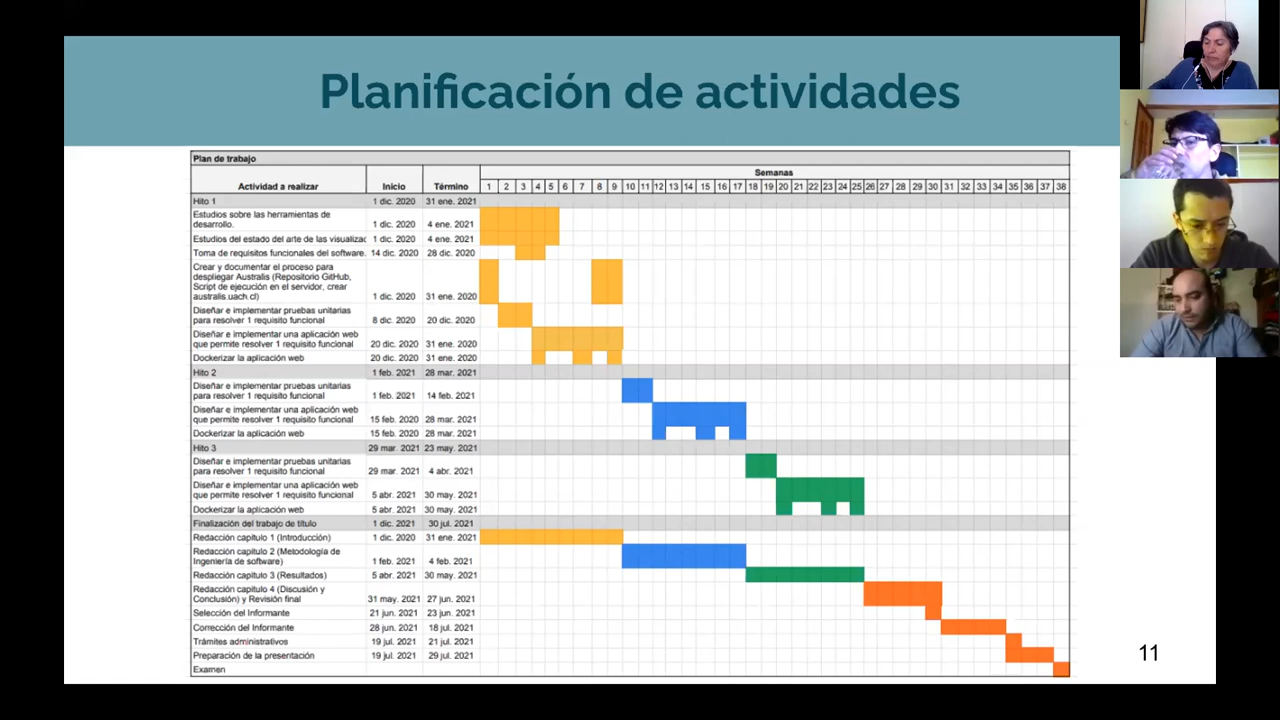 Planificación de actividades
Plan de trabajo
Semanas
Actividad a realizar Inicio Término 1 2 3 4 5 6 7 8 9 10 11 12 13 14 15 16 17 18 19 20 21 22 23 24 25 26 27 28 29 30 31 32 33 34 35 36 37 38
Hito 1 1 dic. 2020 31 ene. 2021
Estudios sobre las herramientas de
desarrollo. 1 dic. 2020 4 ene. 2021
Estudios del estado del arte de las visualizac 1 dic. 2020 4 ene. 2021
Toma de requisitos funcionales del software. 14 dic. 2020 28 dic. 2020
Crear y documentar el proceso para
despliegar Australis (Repositorio GitHub,
Script de ejecución en el servidor, crear
australis.uach.cl) 1 dic. 2020 31 ene. 2020
Diseñar e implementar pruebas unitarias
para resolver 1 requisito funcional 8 dic. 2020 20 dic. 2020
Diseñar e implementar una aplicación web
que permite resolver 1 requisito funcional 20 dic. 2020 31 ene. 2020
Dockerizar la aplicación web 20 dic. 2020 31 ene. 2020
Hito 2 1 feb. 2021 28 mar. 2021
Diseñar e implementar pruebas unitarias
para resolver 1 requisito funcional 1 feb. 2021 14 feb. 2021
Diseñar e implementar una aplicación web
que permite resolver 1 requisito funcional 15 feb. 2020 28 mar. 2021
Dockerizar la aplicación web 15 feb. 2020 28 mar. 2021
Hito 3 29 mar. 2021 23 may. 2021
Diseñar e implementar pruebas unitarias
para resolver 1 requisito funcional 29 mar. 2021 4 abr. 2021
Diseñar e implementar una aplicación web
que permite resolver 1 requisito funcional 5 abr. 2021 30 may. 2021
Dockerizar la aplicación web 5 abr. 2021 30 may. 2021
Finalización del trabajo de título 1 dic. 2021 30 jul. 2021
Redacción capitulo 1 (Introducción) 1 dic. 2020 31 ene. 2021
Redacción capitulo 2 (Metodología de
Ingeniería de software) 1 feb. 2021 4 feb. 2021
Redacción capitulo 3 (Resultados) 5 abr. 2021 30 may. 2021
Redacción capitulo 4 (Discusión y
Conclusión) y Revisión final 31 may. 2021 27 jun. 2021
Selección del Informante 21 jun. 2021 23 jun. 2021
Corrección del Informante 28 jun. 2021 18 jul. 2021
Trámites administrativos 19 jul. 2021 21 jul. 2021
Preparación de la presentación 19 jul. 2021 29 jul. 2021
Examen
11